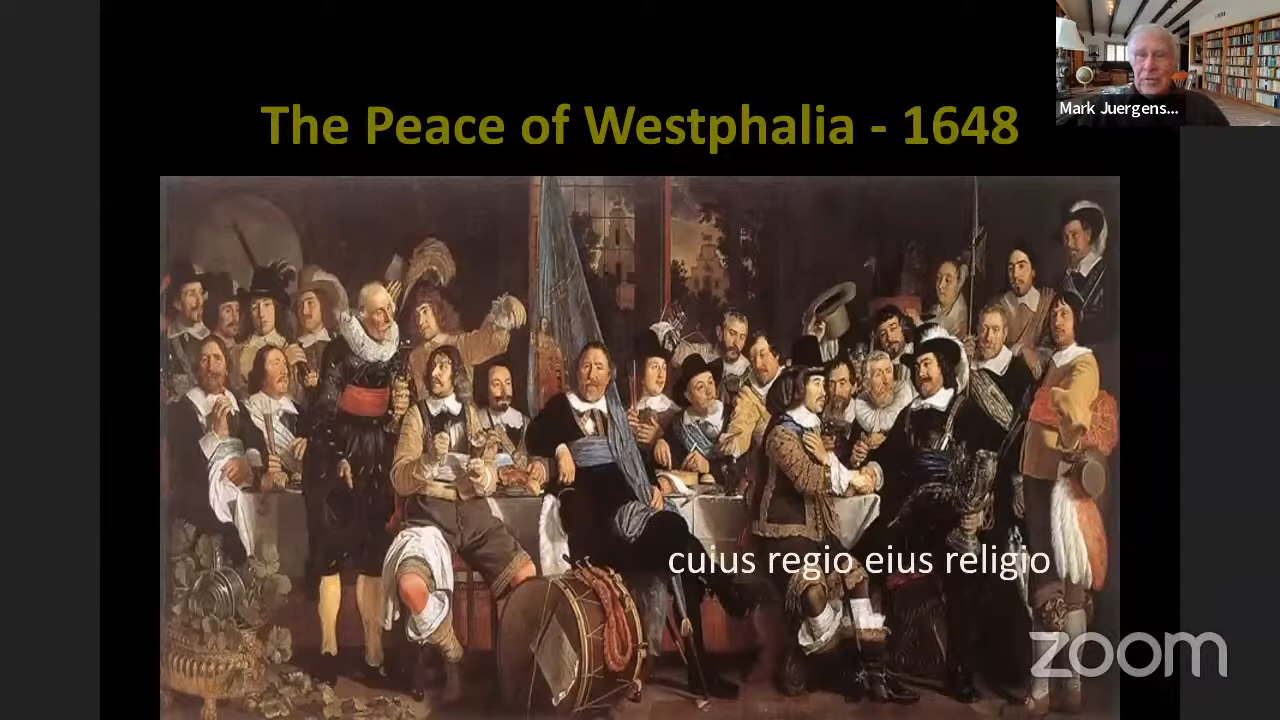 Mark Juergens...
The Peace of Westphalia - 1648
cuius regio eius religio
zoom